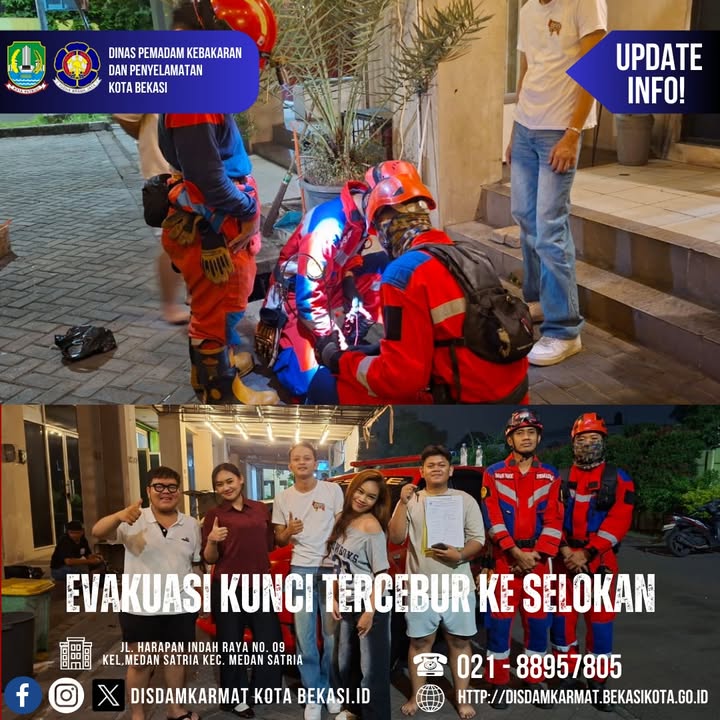 DINAS PEMADAM KEBAKARAN
DAN PENYELAMATAN
KOTA BEKASI
UPDATE
INFO!
EVAKUASI KUNCI TERCEBUR KE SELOKAN
JL. HARAPAN INDAH RAYA NO. 09
KEL,MEDAN SATRIA KEC. MEDAN SATRIA
021 - 88957805
DISDAMKARMAT KOTA BEKASI.ID
HTTP://DISDAMKARMAT.BEKASIKOTA.GO.ID